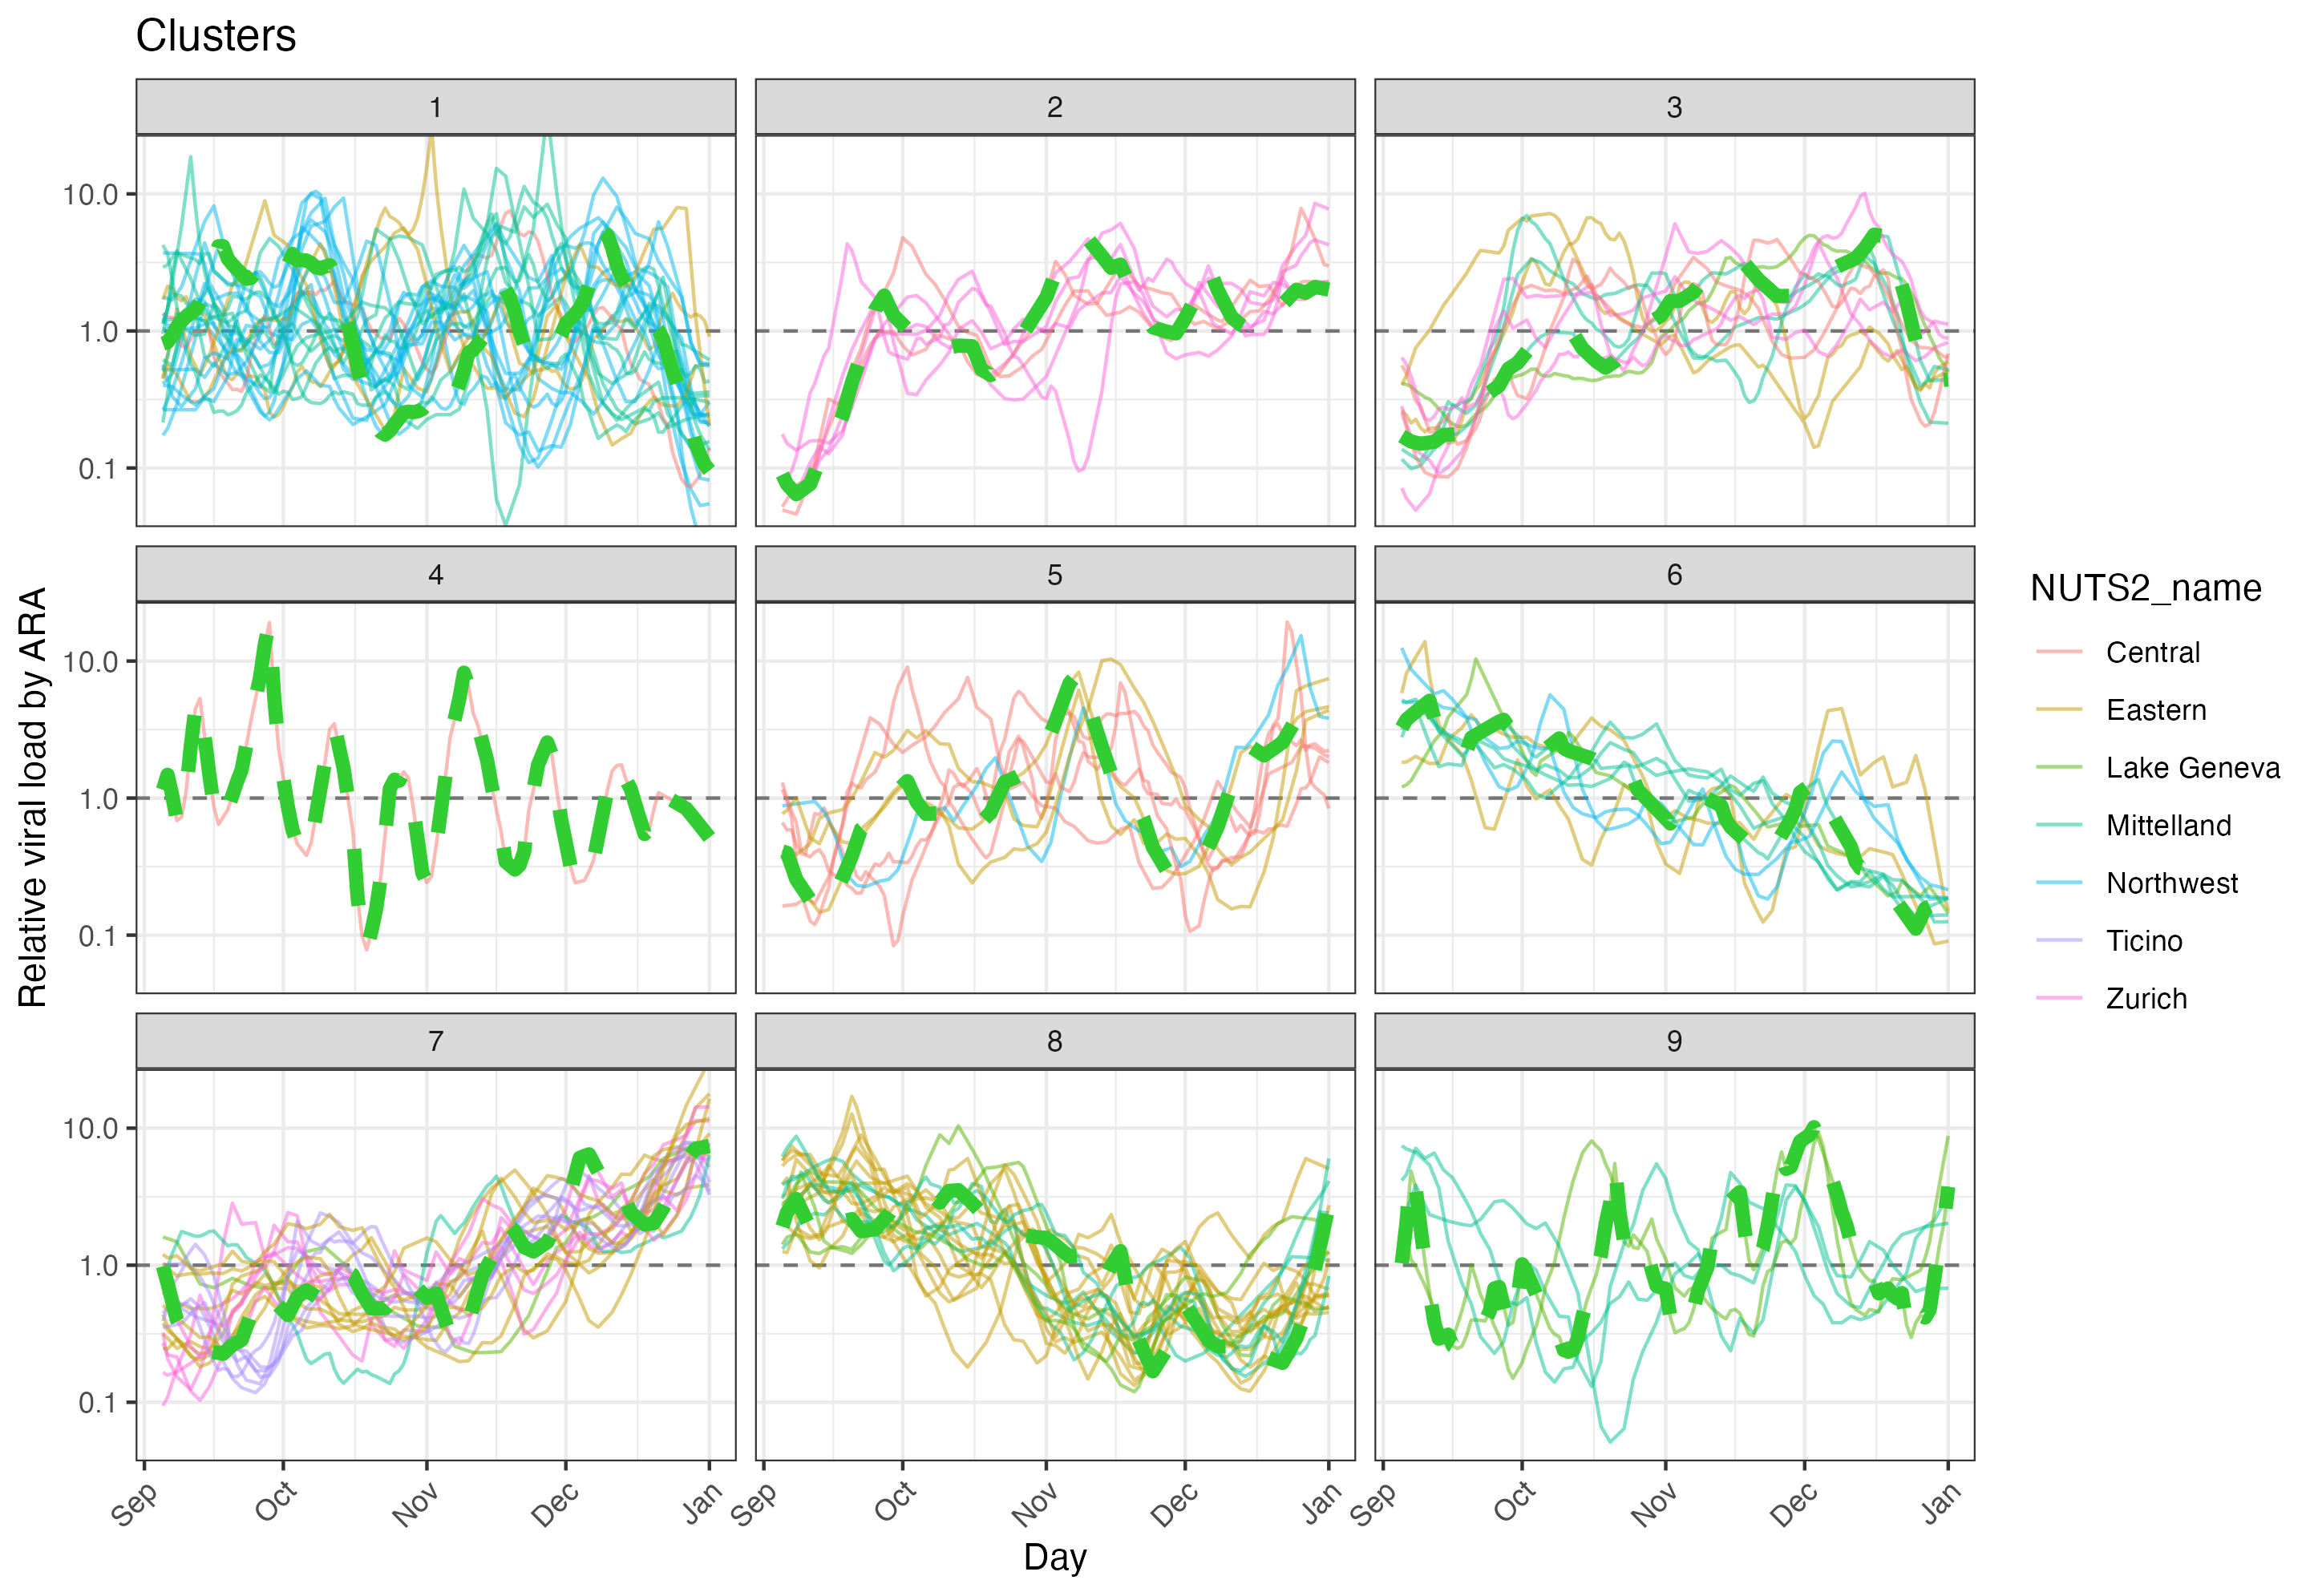 Clusters
1
2
3
10.0
1.0
0.1
4
5
6
10.0
1.0
0.1
7
8
9
10.0
1.0
0.1
Sep Oct Nov Dec Jan Sep Oct Nov Dec Jan Sep Oct Nov Dec Jan
Day
Relative viral load by ARA
NUTS2_name
Central
Eastern
Lake Geneva
Mittelland
Northwest
Ticino
Zurich